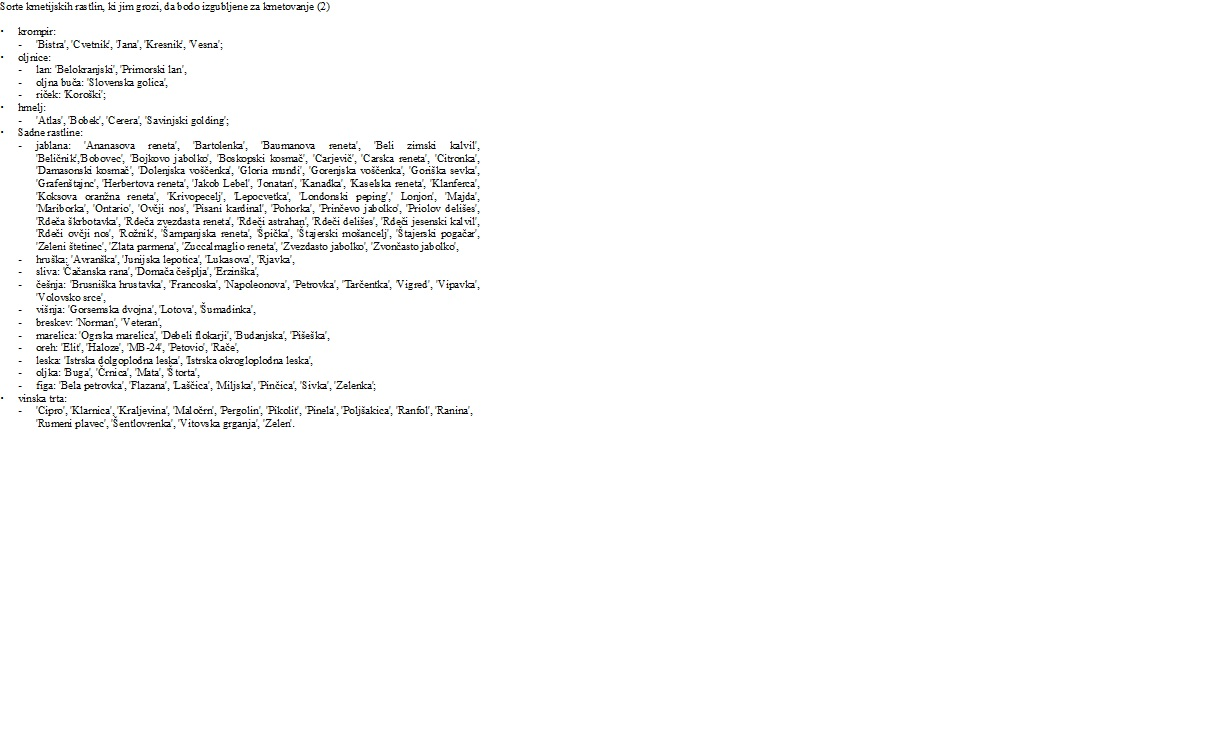 Sorte kmetijskih rastlin, ki jim grozi, da bodo izgubljene za kmetovanje (2)
• krompir:
- 'Bistra', 'Cvetnik', 'Jana', 'Kresnik', 'Vesna';
• oljnice:
- lan: 'Belokranjski', 'Primorski lan',
- oljna buča: 'Slovenska golica',
- riček: 'Koroški';
• hmelj:
- 'Atlas', 'Bobek', 'Cerera', 'Savinjski golding';
• Sadne rastline:
- jablana: 'Ananasova reneta', 'Bartolenka', 'Baumanova reneta', 'Beli zimski kalvil',
'Beličnik','Bobovec', 'Bojkovo jabolko', 'Boskopski kosmač', 'Carjevič', 'Carska reneta', 'Citronka',
'Damasonski kosmač', 'Dolenjska voščenka', 'Gloria mundi', 'Gorenjska voščenka', 'Goriška sevka',
'Grafenštajnc', 'Herbertova reneta', 'Jakob Lebel', 'Jonatan', 'Kanadka', 'Kaselska reneta', 'Klanferca',
'Koksova oranžna reneta', 'Krivopecelj', 'Lepocvetka', 'Londonski peping',' Lonjon', 'Majda',
'Mariborka', 'Ontario', 'Ovčji nos', 'Pisani kardinal', 'Pohorka', 'Prinčevo jabolko', 'Priolov delišes',
'Rdeča škrbotavka', 'Rdeča zvezdasta reneta', 'Rdeči astrahan', 'Rdeči delišes', 'Rdeči jesenski kalvil',
'Rdeči ovčji nos', 'Rožnik', 'Šampanjska reneta', 'Špička', 'Štajerski mošancelj', 'Štajerski pogačar',
'Zeleni štetinec', 'Zlata parmena', 'Zuccalmaglio reneta', 'Zvezdasto jabolko', 'Zvončasto jabolko',
- hruška: 'Avranška', 'Junijska lepotica', 'Lukasova', 'Rjavka',
- sliva: 'Čačanska rana', 'Domača češplja', 'Erzinška',
- češnja: 'Brusniška hrustavka', 'Francoska', 'Napoleonova', 'Petrovka', 'Tarčentka', 'Vigred', 'Vipavka',
'Volovsko srce',
- višnja: 'Gorsemska dvojna', 'Lotova', 'Šumadinka',
- breskev: 'Norman', 'Veteran',
- marelica: 'Ogrska marelica', 'Debeli flokarji', 'Budanjska', 'Pišeška',
- oreh: 'Elit', 'Haloze', 'MB-24', 'Petovio', 'Rače',
- leska: 'Istrska dolgoplodna leska', 'Istrska okrogloplodna leska',
- oljka: 'Buga', 'Črnica', 'Mata', 'Štorta',
- figa: 'Bela petrovka', 'Flazana', 'Laščica', 'Miljska', 'Pinčica', 'Sivka', 'Zelenka';
• vinska trta:
- 'Cipro', 'Klarnica', 'Kraljevina', 'Maločrn', 'Pergolin', 'Pikolit', 'Pinela', 'Poljšakica', 'Ranfol', 'Ranina',
'Rumeni plavec', 'Šentlovrenka', 'Vitovska grganja', 'Zelen'.